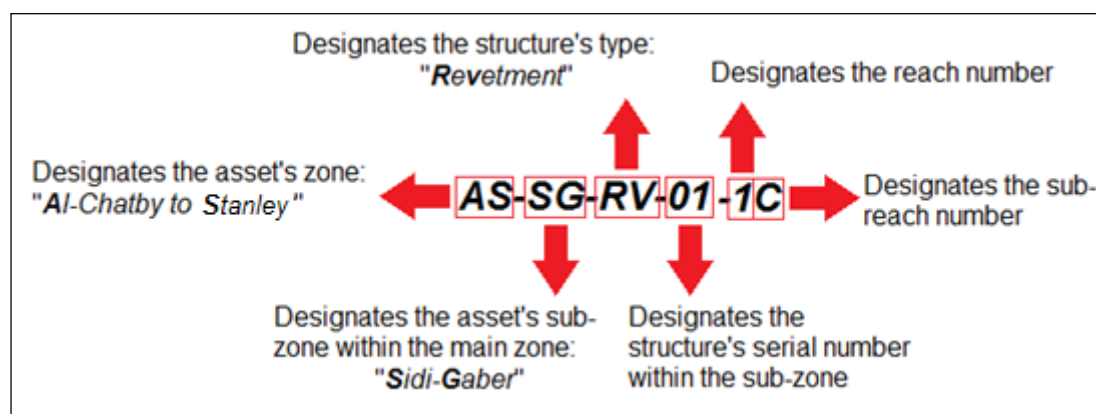 Designates the structure's type:
"Revetment"
Designates the reach number
Designates the asset's zone:
"Al-Chatby to Stanley"
AS-SG-RV-01-1C
Designates the sub-
reach number
Designates the asset's sub-
zone within the main zone:
"Sidi-Gaber"
Designates the
structure's serial number
within the sub-zone